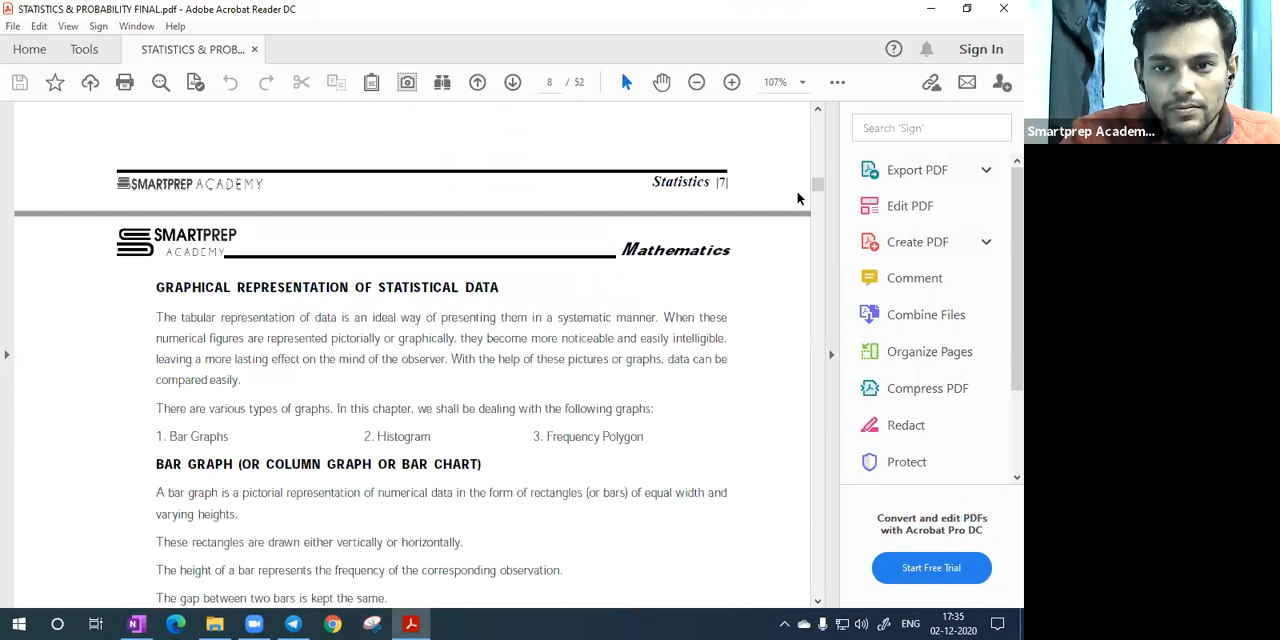 STATISTICS & PROBABILITY FINAL.pdf - Adobe Acrobat Reader DC
File Edit View Sign Window Help
Home Tools STATISTICS & PROB... × Sign In
8 / 52 107%
Smartprep Academ...
Search 'Sign'
Export PDF
Edit PDF
Create PDF
Comment
Combine Files
Organize Pages
Compress PDF
Redact
Protect
Convert and edit PDFs
with Acrobat Pro DC
Start Free Trial
SMARTPREP ACADEMY Statistics |7|
SMARTPREP
ACADEMY Mathematics
GRAPHICAL REPRESENTATION OF STATISTICAL DATA
The tabular representation of data is an ideal way of presenting them in a systematic manner. When these
numerical figures are represented pictorially or graphically, they become more noticeable and easily intelligible,
leaving a more lasting effect on the mind of the observer. With the help of these pictures or graphs, data can be
compared easily.
There are various types of graphs. In this chapter, we shall be dealing with the following graphs:
1. Bar Graphs 2. Histogram 3. Frequency Polygon
BAR GRAPH (OR COLUMN GRAPH OR BAR CHART)
A bar graph is a pictorial representation of numerical data in the form of rectangles (or bars) of equal width and
varying heights.
These rectangles are drawn either vertically or horizontally.
The height of a bar represents the frequency of the corresponding observation.
The gap between two bars is kept the same.
ENG 17:35
02-12-2020